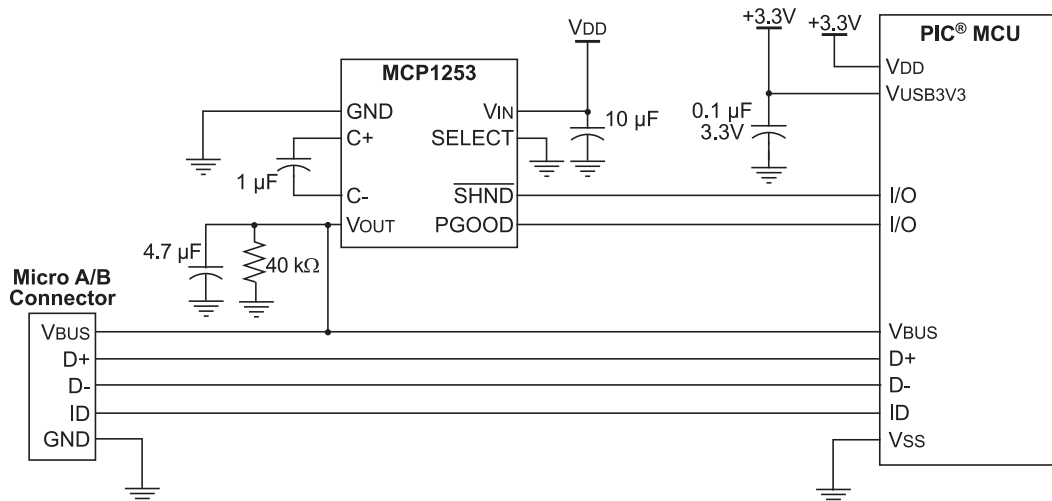 VDD
+3.3V
+3.3V
PIC® MCU
MCP1253
VDD
VUSB3V3
GND
VIN
10 µF
0.1 µF
3.3V
C+
SELECT
1 µF
C-
SHND
I/O
VOUT
PGOOD
I/O
4.7 µF
40 kΩ
Micro A/B
Connector
VBUS
VBUS
D+
D+
D-
D-
ID
ID
GND
VSS